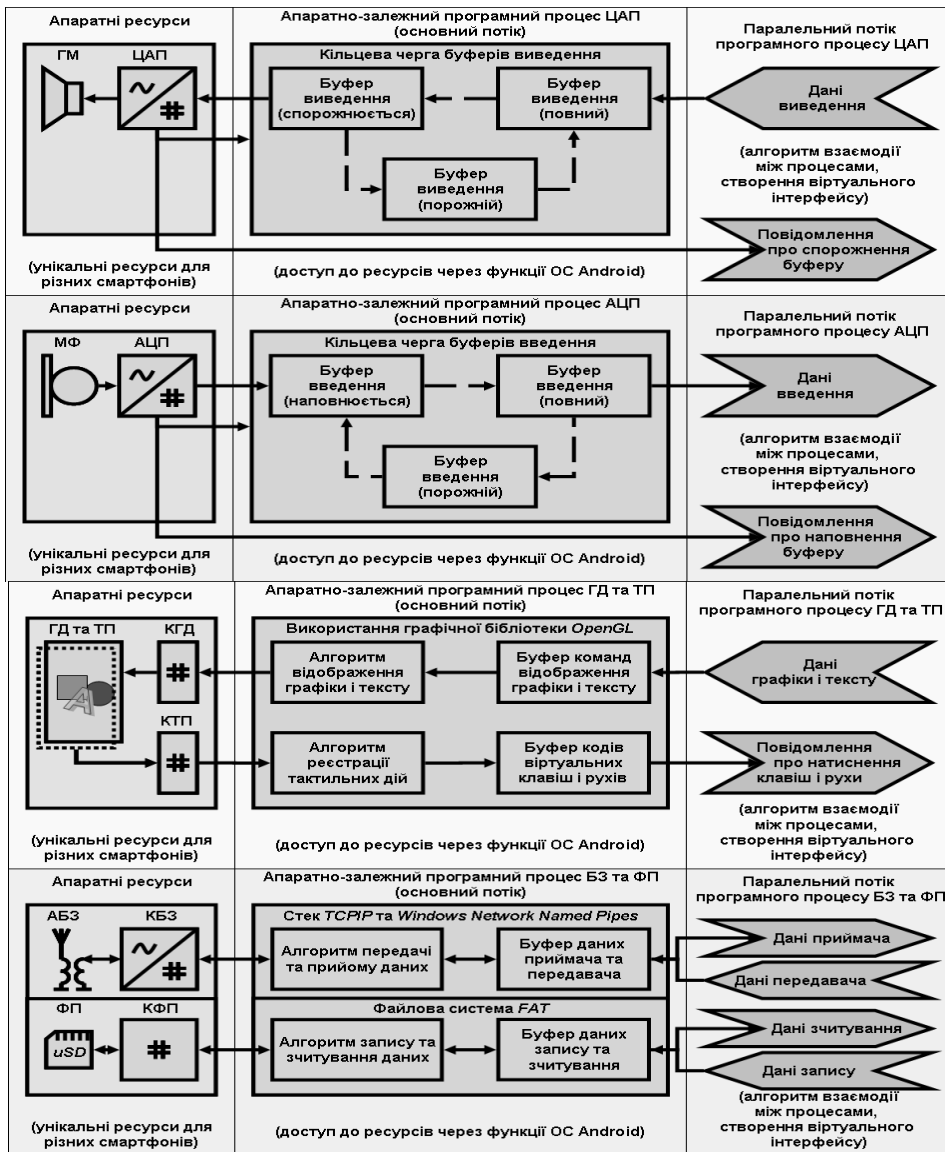 Апаратні ресурси
ГМ
ЦАП
(унікальні ресурси для
різних смартфонів)
Апаратно-залежний програмний процес ЦАП
(основний потік)
Кільцева черга буферів виведення
Буфер
виведення
(спорожнюється)
Буфер
виведення
(повний)
Буфер
виведення
(порожній)
(доступ до ресурсів через функції ОС Android)
Паралельний потік
програмного процесу ЦАП
Дані
виведення
(алгоритм взаємодії
між процесами,
створення віртуального
інтерфейсу)
Повідомлення
про спорожнення
буферу
Апаратні ресурси
МФ
АЦП
(унікальні ресурси для
різних смартфонів)
Апаратно-залежний програмний процес АЦП
(основний потік)
Кільцева черга буферів введення
Буфер
введення
(наповнюється)
Буфер
введення
(повний)
Буфер
введення
(порожній)
(доступ до ресурсів через функції ОС Android)
Паралельний потік
програмного процесу АЦП
Дані
введення
(алгоритм взаємодії
між процесами,
створення віртуального
інтерфейсу)
Повідомлення
про наповнення
буферу
Апаратні ресурси
ГД та ТП
КГД
A
КТП
(унікальні ресурси для
різних смартфонів)
Апаратно-залежний програмний процес ГД та ТП
(основний потік)
Використання графічної бібліотеки OpenGL
Алгоритм
відображення
графіки і тексту
Буфер команд
відображення
графіки і тексту
Алгоритм
реєстрації
тактильних дій
Буфер кодів
віртуальних
клавіш і рухів
(доступ до ресурсів через функції ОС Android)
Паралельний потік
програмного процесу ГД та ТП
Дані
графіки і тексту
Повідомлення
про натиснення
клавіш і рухи
(алгоритм взаємодії
між процесами,
створення віртуального
інтерфейсу)
Апаратні ресурси
АБЗ
КБЗ
ФП
КФП
uSD
(унікальні ресурси для
різних смартфонів)
Апаратно-залежний програмний процес БЗ та ФП
(основний потік)
Стек TCPIP та Windows Network Named Pipes
Алгоритм передачі
та прийому даних
Буфер даних
приймача та
передавача
Файлова система FAT
Алгоритм запису та
зчитування даних
Буфер даних
запису та
зчитування
(доступ до ресурсів через функції ОС Android)
Паралельний потік
програмного процесу БЗ та ФП
Дані приймача
Дані передавача
Дані зчитування
Дані запису
(алгоритм взаємодії
між процесами,
створення віртуального
інтерфейсу)